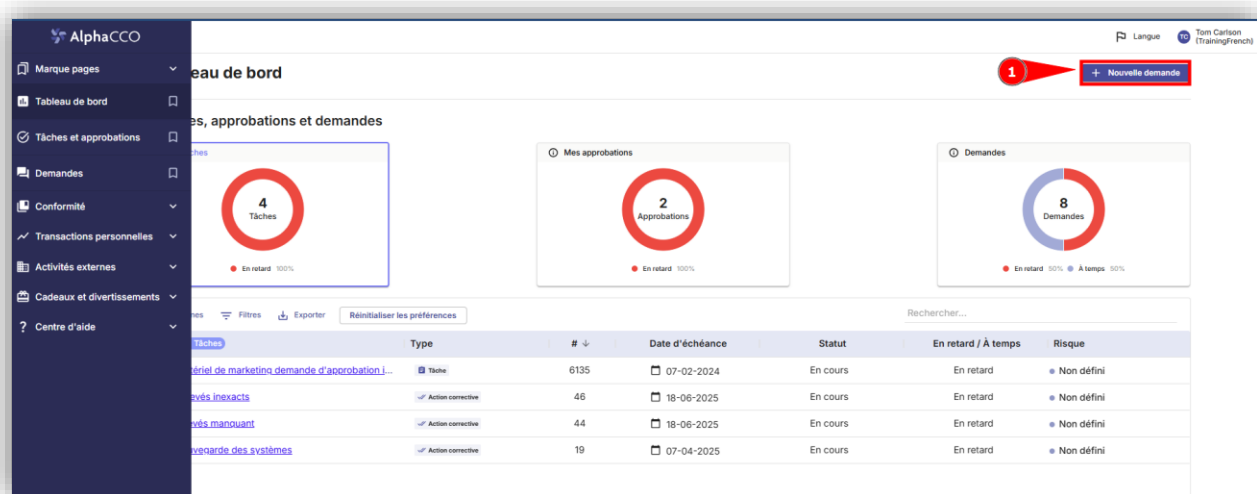 AlphaCCO
Langue
TC
Tom Carlson
(TrainingFrench)
Marque pages
Tableau de bord
Tâches et approbations
Demandes
Conformité
Transactions personnelles
Activités externes
Cadeaux et divertissements
? Centre d'aide
eau de bord
1
+ Nouvelle demande
es, approbations et demandes
ches
4
Tâches
En retard 100%
Mes approbations
2
Approbations
En retard 100%
Demandes
8
Demandes
En retard 50% À temps 50%
nes Filtres Exporter Réinitialiser les préférences Rechercher...
Tâches Type # Date d'échéance Statut En retard / À temps Risque
tériel de marketing demande d'approbation i... Tâche 6135 07-02-2024 En cours En retard Non défini
evés inexacts Action corrective 46 18-06-2025 En cours En retard Non défini
evés manquant Action corrective 44 18-06-2025 En cours En retard Non défini
uvegarde des systèmes Action corrective 19 07-04-2025 En cours En retard Non défini